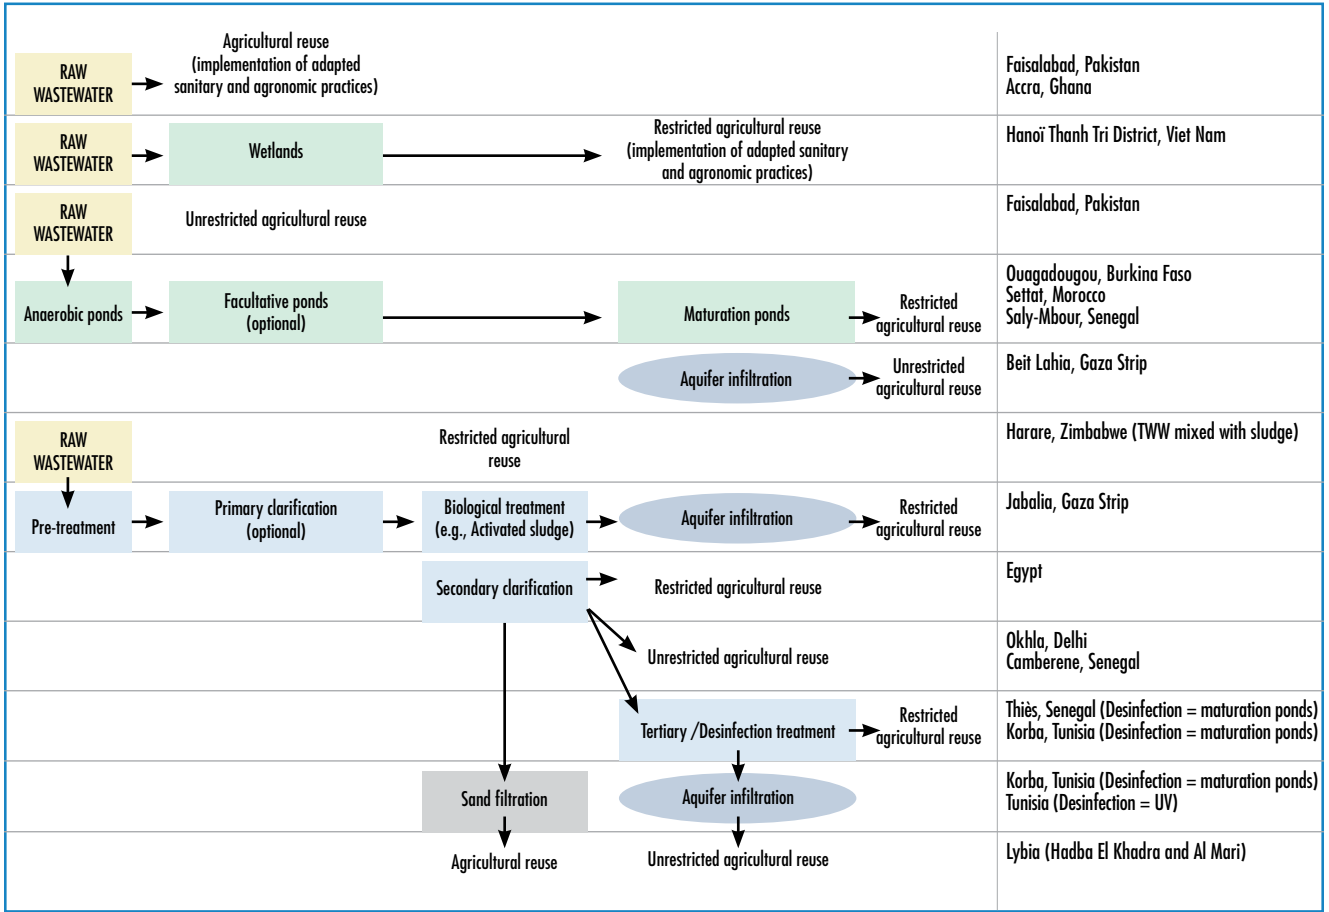 Agricultural reuse
(implementation of adapted
sanitary and agronomic practices)
RAW
WASTEWATER
Faisalabad, Pakistan
Accra, Ghana
RAW
WASTEWATER
Wetlands
Restricted agricultural reuse
(implementation of adapted sanitary
and agronomic practices)
Hanoï Thanh Tri District, Viet Nam
RAW
WASTEWATER
Unrestricted agricultural reuse
Faisalabad, Pakistan
Anaerobic ponds
Facultative ponds
(optional)
Maturation ponds
Restricted
agricultural reuse
Ouagadougou, Burkina Faso
Settat, Morocco
Saly-Mbour, Senegal
Aquifer infiltration
Unrestricted
agricultural reuse
Beit Lahia, Gaza Strip
RAW
WASTEWATER
Restricted agricultural
reuse
Harare, Zimbabwe (TWW mixed with sludge)
Pre-treatment
Primary clarification
(optional)
Biological treatment
(e.g., Activated sludge)
Aquifer infiltration
Restricted
agricultural reuse
Jabalia, Gaza Strip
Secondary clarification
Restricted agricultural reuse
Egypt
Unrestricted agricultural reuse
Okhla, Delhi
Camberene, Senegal
Tertiary /Desinfection treatment
Restricted
agricultural reuse
Thiès, Senegal (Desinfection = maturation ponds)
Korba, Tunisia (Desinfection = maturation ponds)
Sand filtration
Aquifer infiltration
Korba, Tunisia (Desinfection = maturation ponds)
Tunisia (Desinfection = UV)
Agricultural reuse
Unrestricted agricultural reuse
Lybia (Hadba El Khadra and Al Mari)